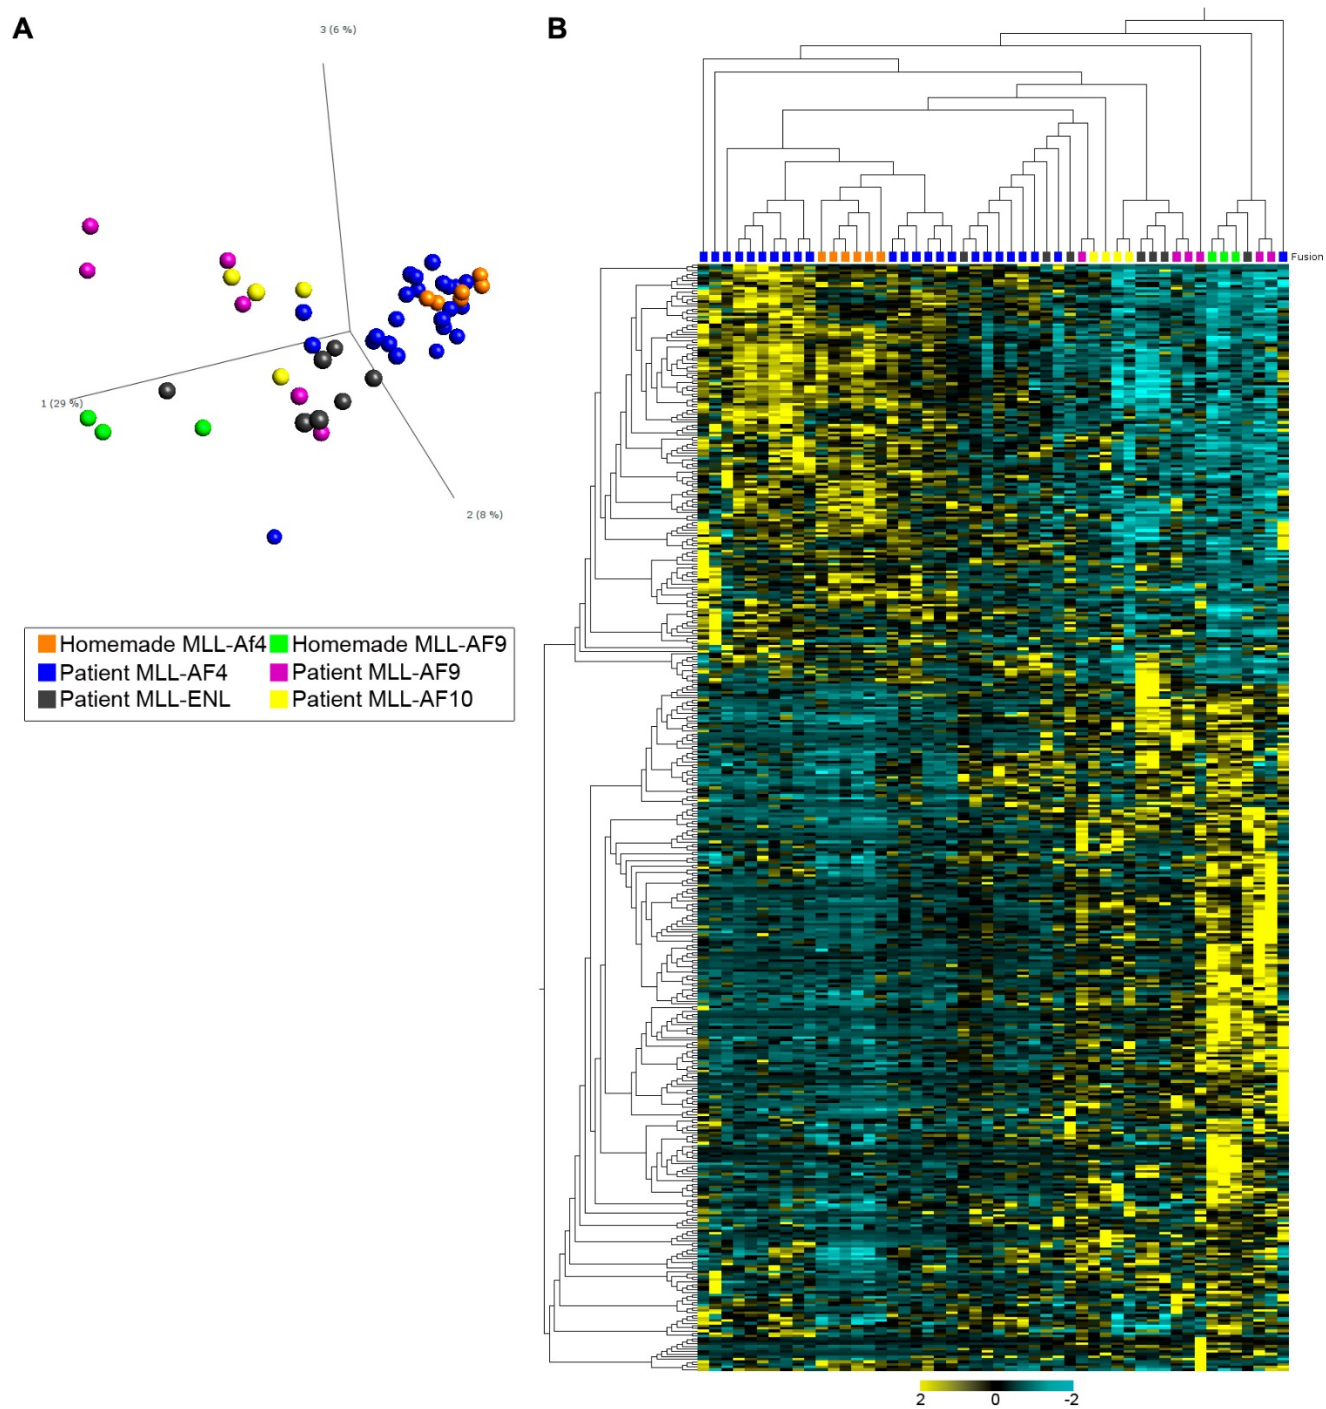 A
B
3 (6 %)
1 (29 %)
2 (8 %)
Fusion
Homemade MLL-Af4 Homemade MLL-AF9
Patient MLL-AF4 Patient MLL-AF9
Patient MLL-ENL Patient MLL-AF10
2 0 -2